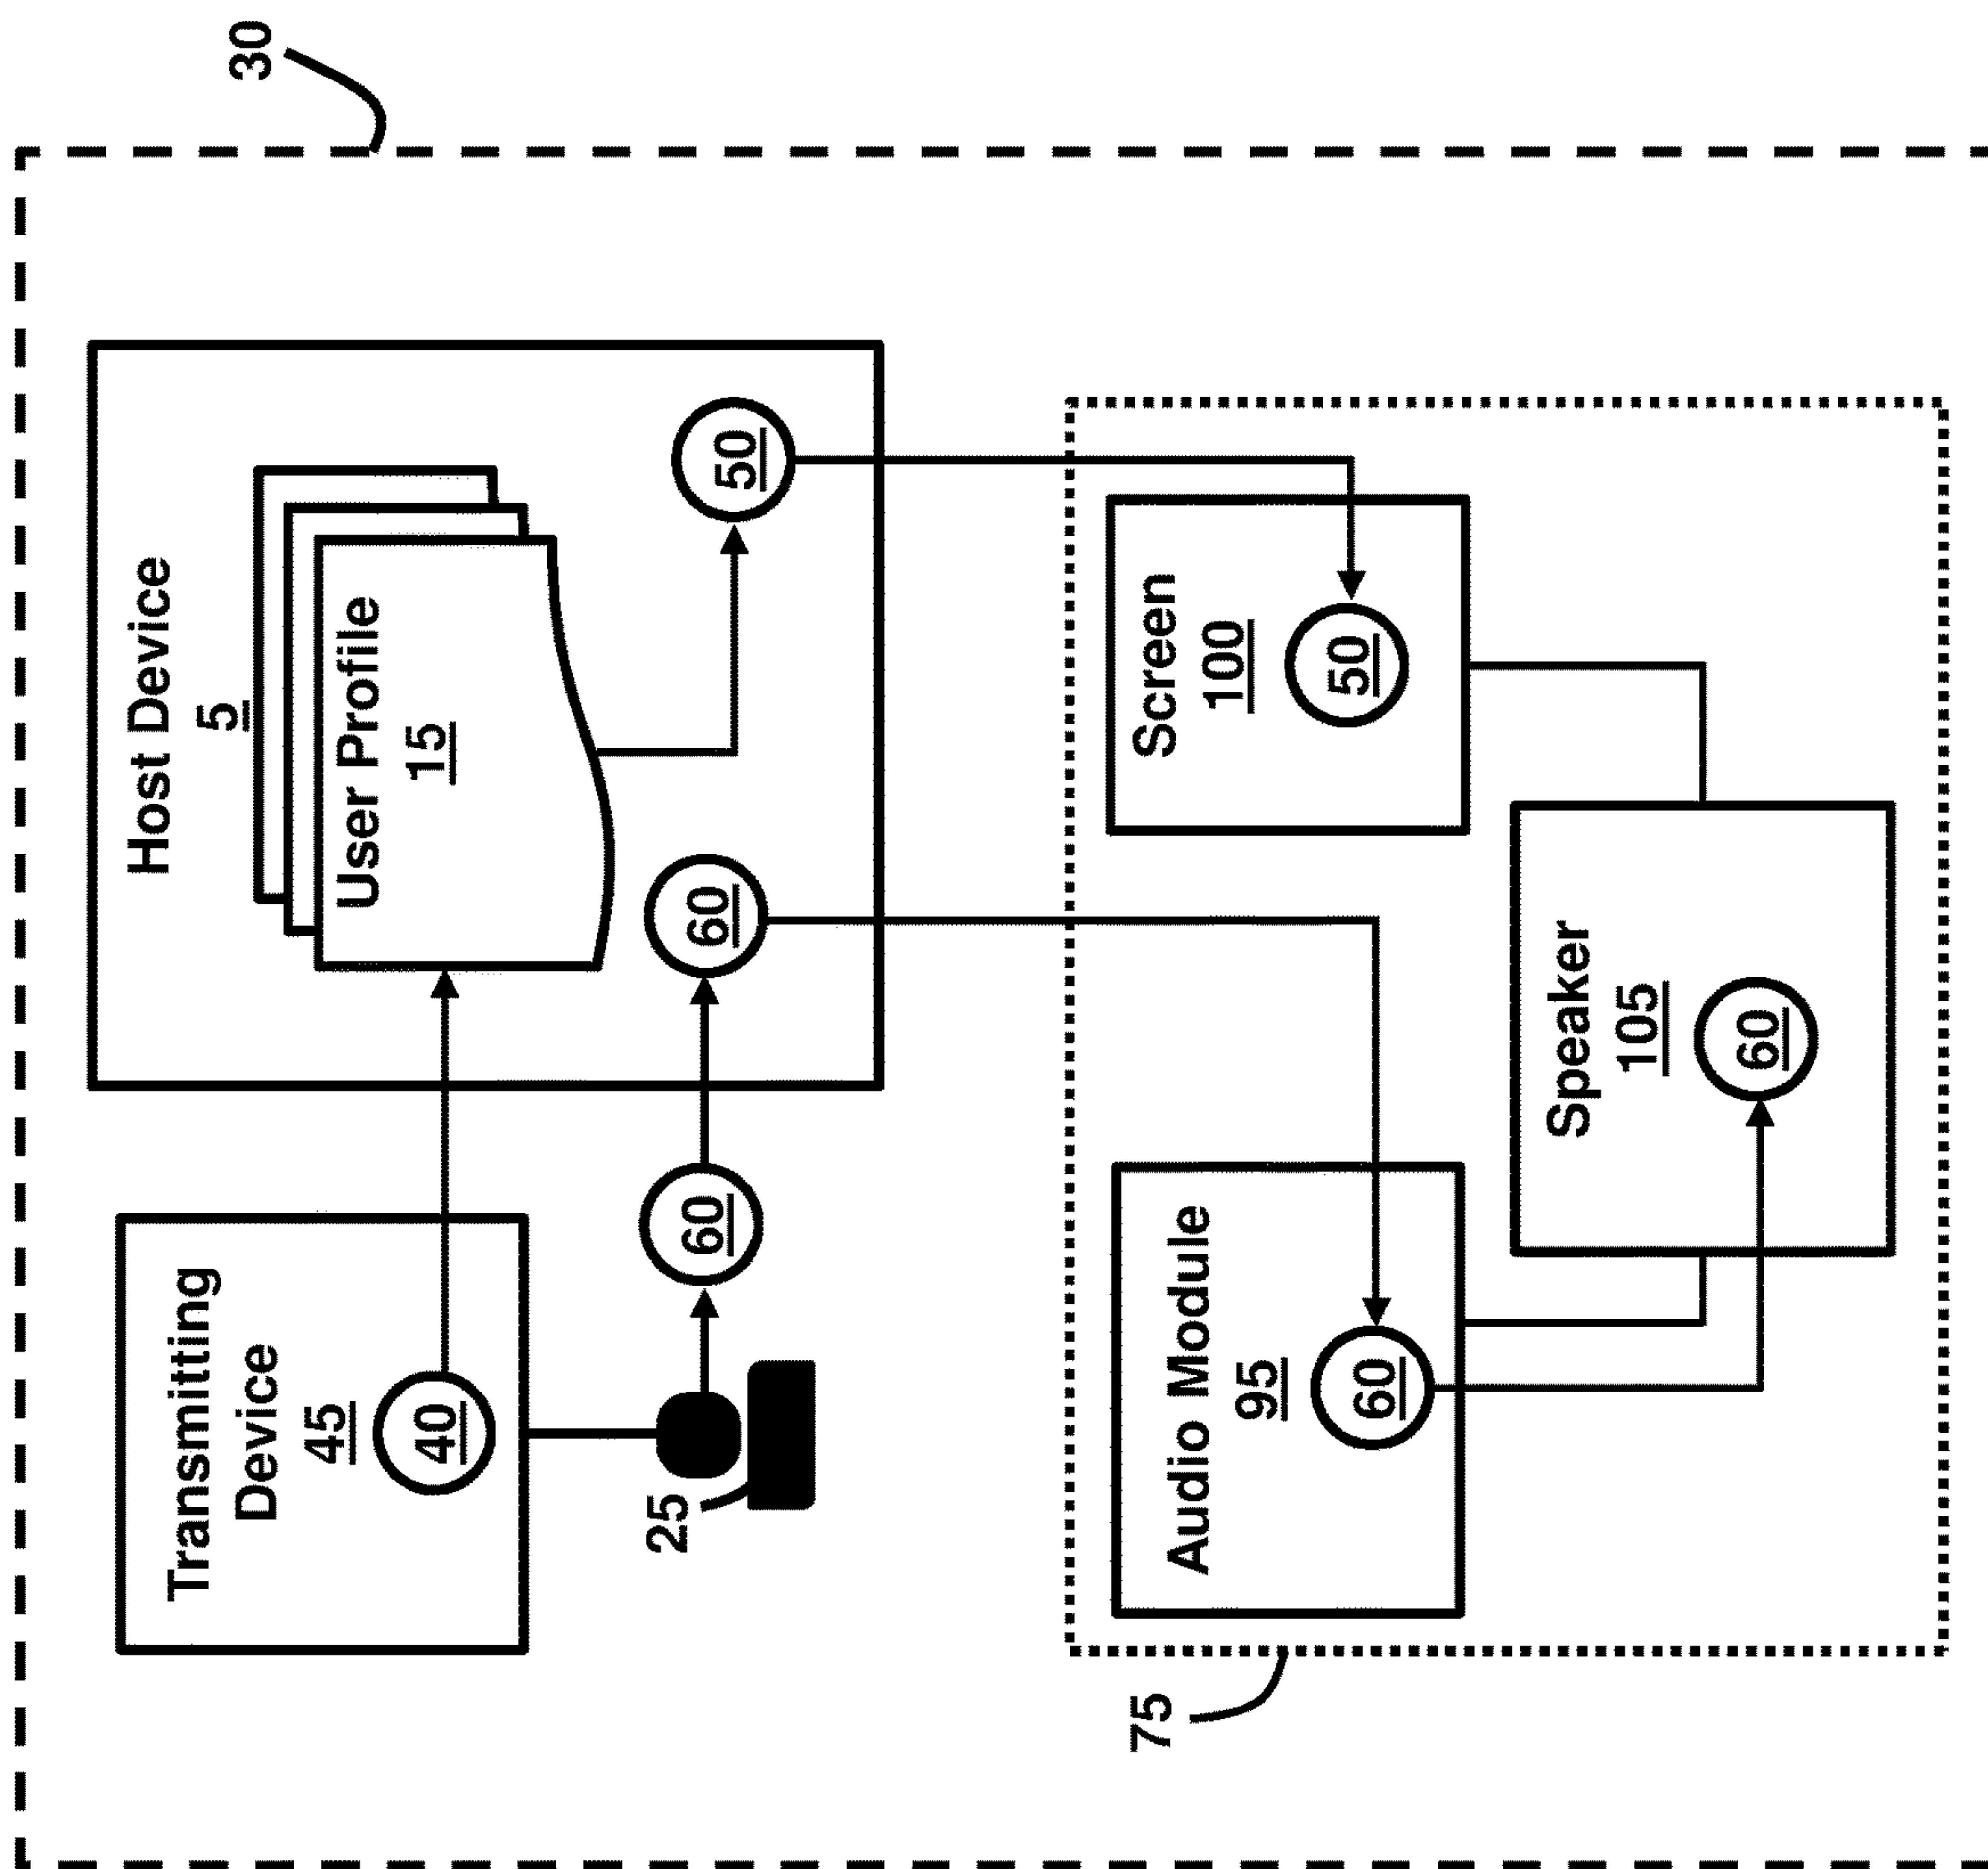 30
Transmitting
Device
45
40
Host Device
5
User Profile
15
25
60
60
50
75
Audio Module
95
60
Screen
100
50
Speaker
105
60